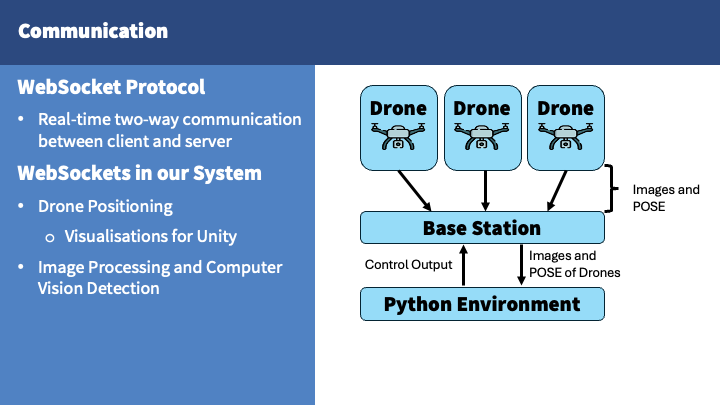 Communication
WebSocket Protocol
• Real-time two-way communication
between client and server
WebSockets in our System
• Drone Positioning
o Visualisations for Unity
• Image Processing and Computer
Vision Detection
Drone
Drone
Drone
Images and
POSE
Base Station
Control Output
Images and
POSE of Drones
Python Environment